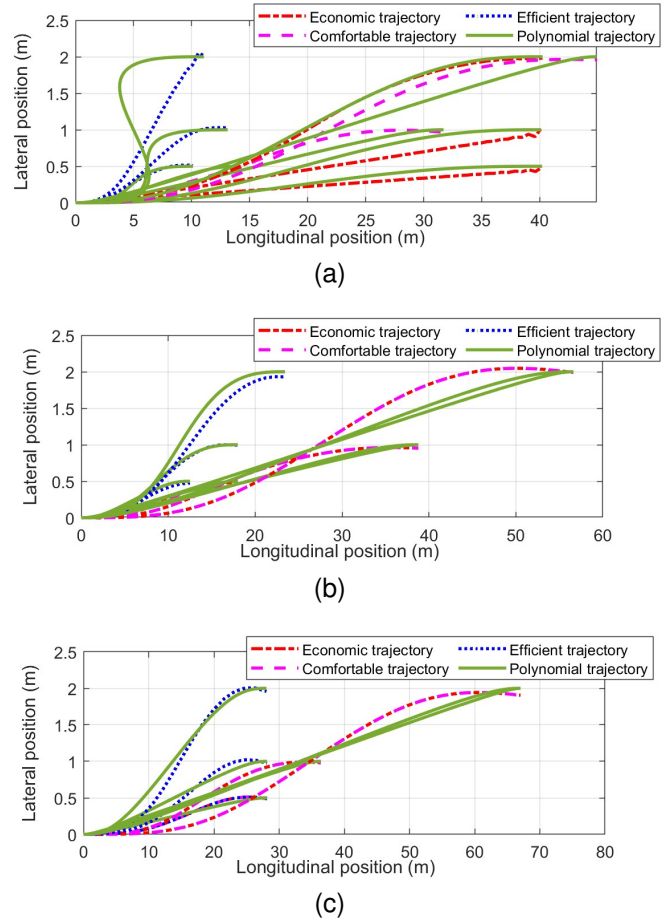 Economic trajectory
Efficient trajectory
Comfortable trajectory
Polynomial trajectory
Lateral position (m)
2.5
2
1.5
1
0.5
0
0 5 10 15 20 25 30 35 40
Longitudinal position (m)
(a)
Economic trajectory
Efficient trajectory
Comfortable trajectory
Polynomial trajectory
Lateral position (m)
2.5
2
1.5
1
0.5
0
0 10 20 30 40 50 60
Longitudinal position (m)
(b)
Economic trajectory
Efficient trajectory
Comfortable trajectory
Polynomial trajectory
Lateral position (m)
2.5
2
1.5
1
0.5
0
0 10 20 30 40 50 60 70 80
Longitudinal position (m)
(c)